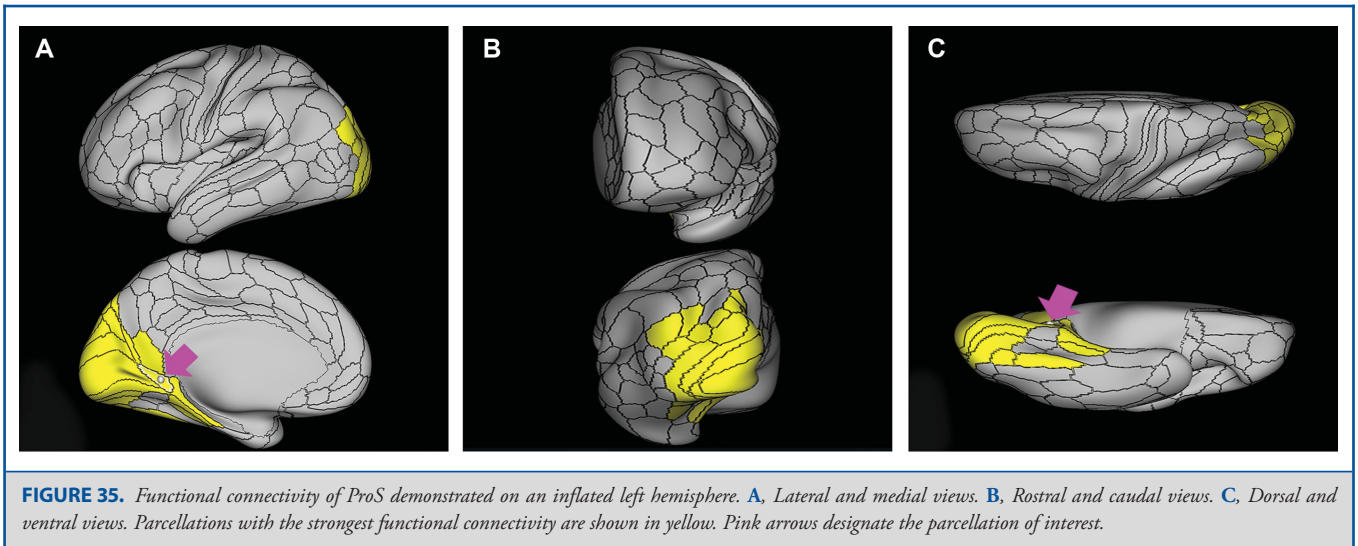 A
B
C
FIGURE 35. Functional connectivity of ProS demonstrated on an inflated left hemisphere. A, Lateral and medial views. B, Rostral and caudal views. C, Dorsal and
ventral views. Parcellations with the strongest functional connectivity are shown in yellow. Pink arrows designate the parcellation of interest.